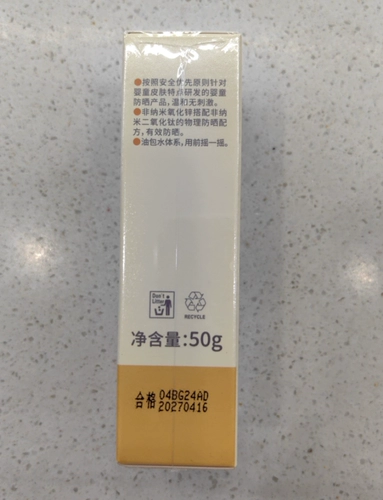 ●按照安全优先原则针对
婴童皮肤特点研发的婴童
防晒产品，温和无刺激。
●非纳米氧化锌搭配非纳
米二氧化钛的物理防晒配
方，有效防晒。
●油包水体系，用前摇一摇。
Don't
Litter
RECYCLE
净含量：50g
合格 04BG24AD
20270416